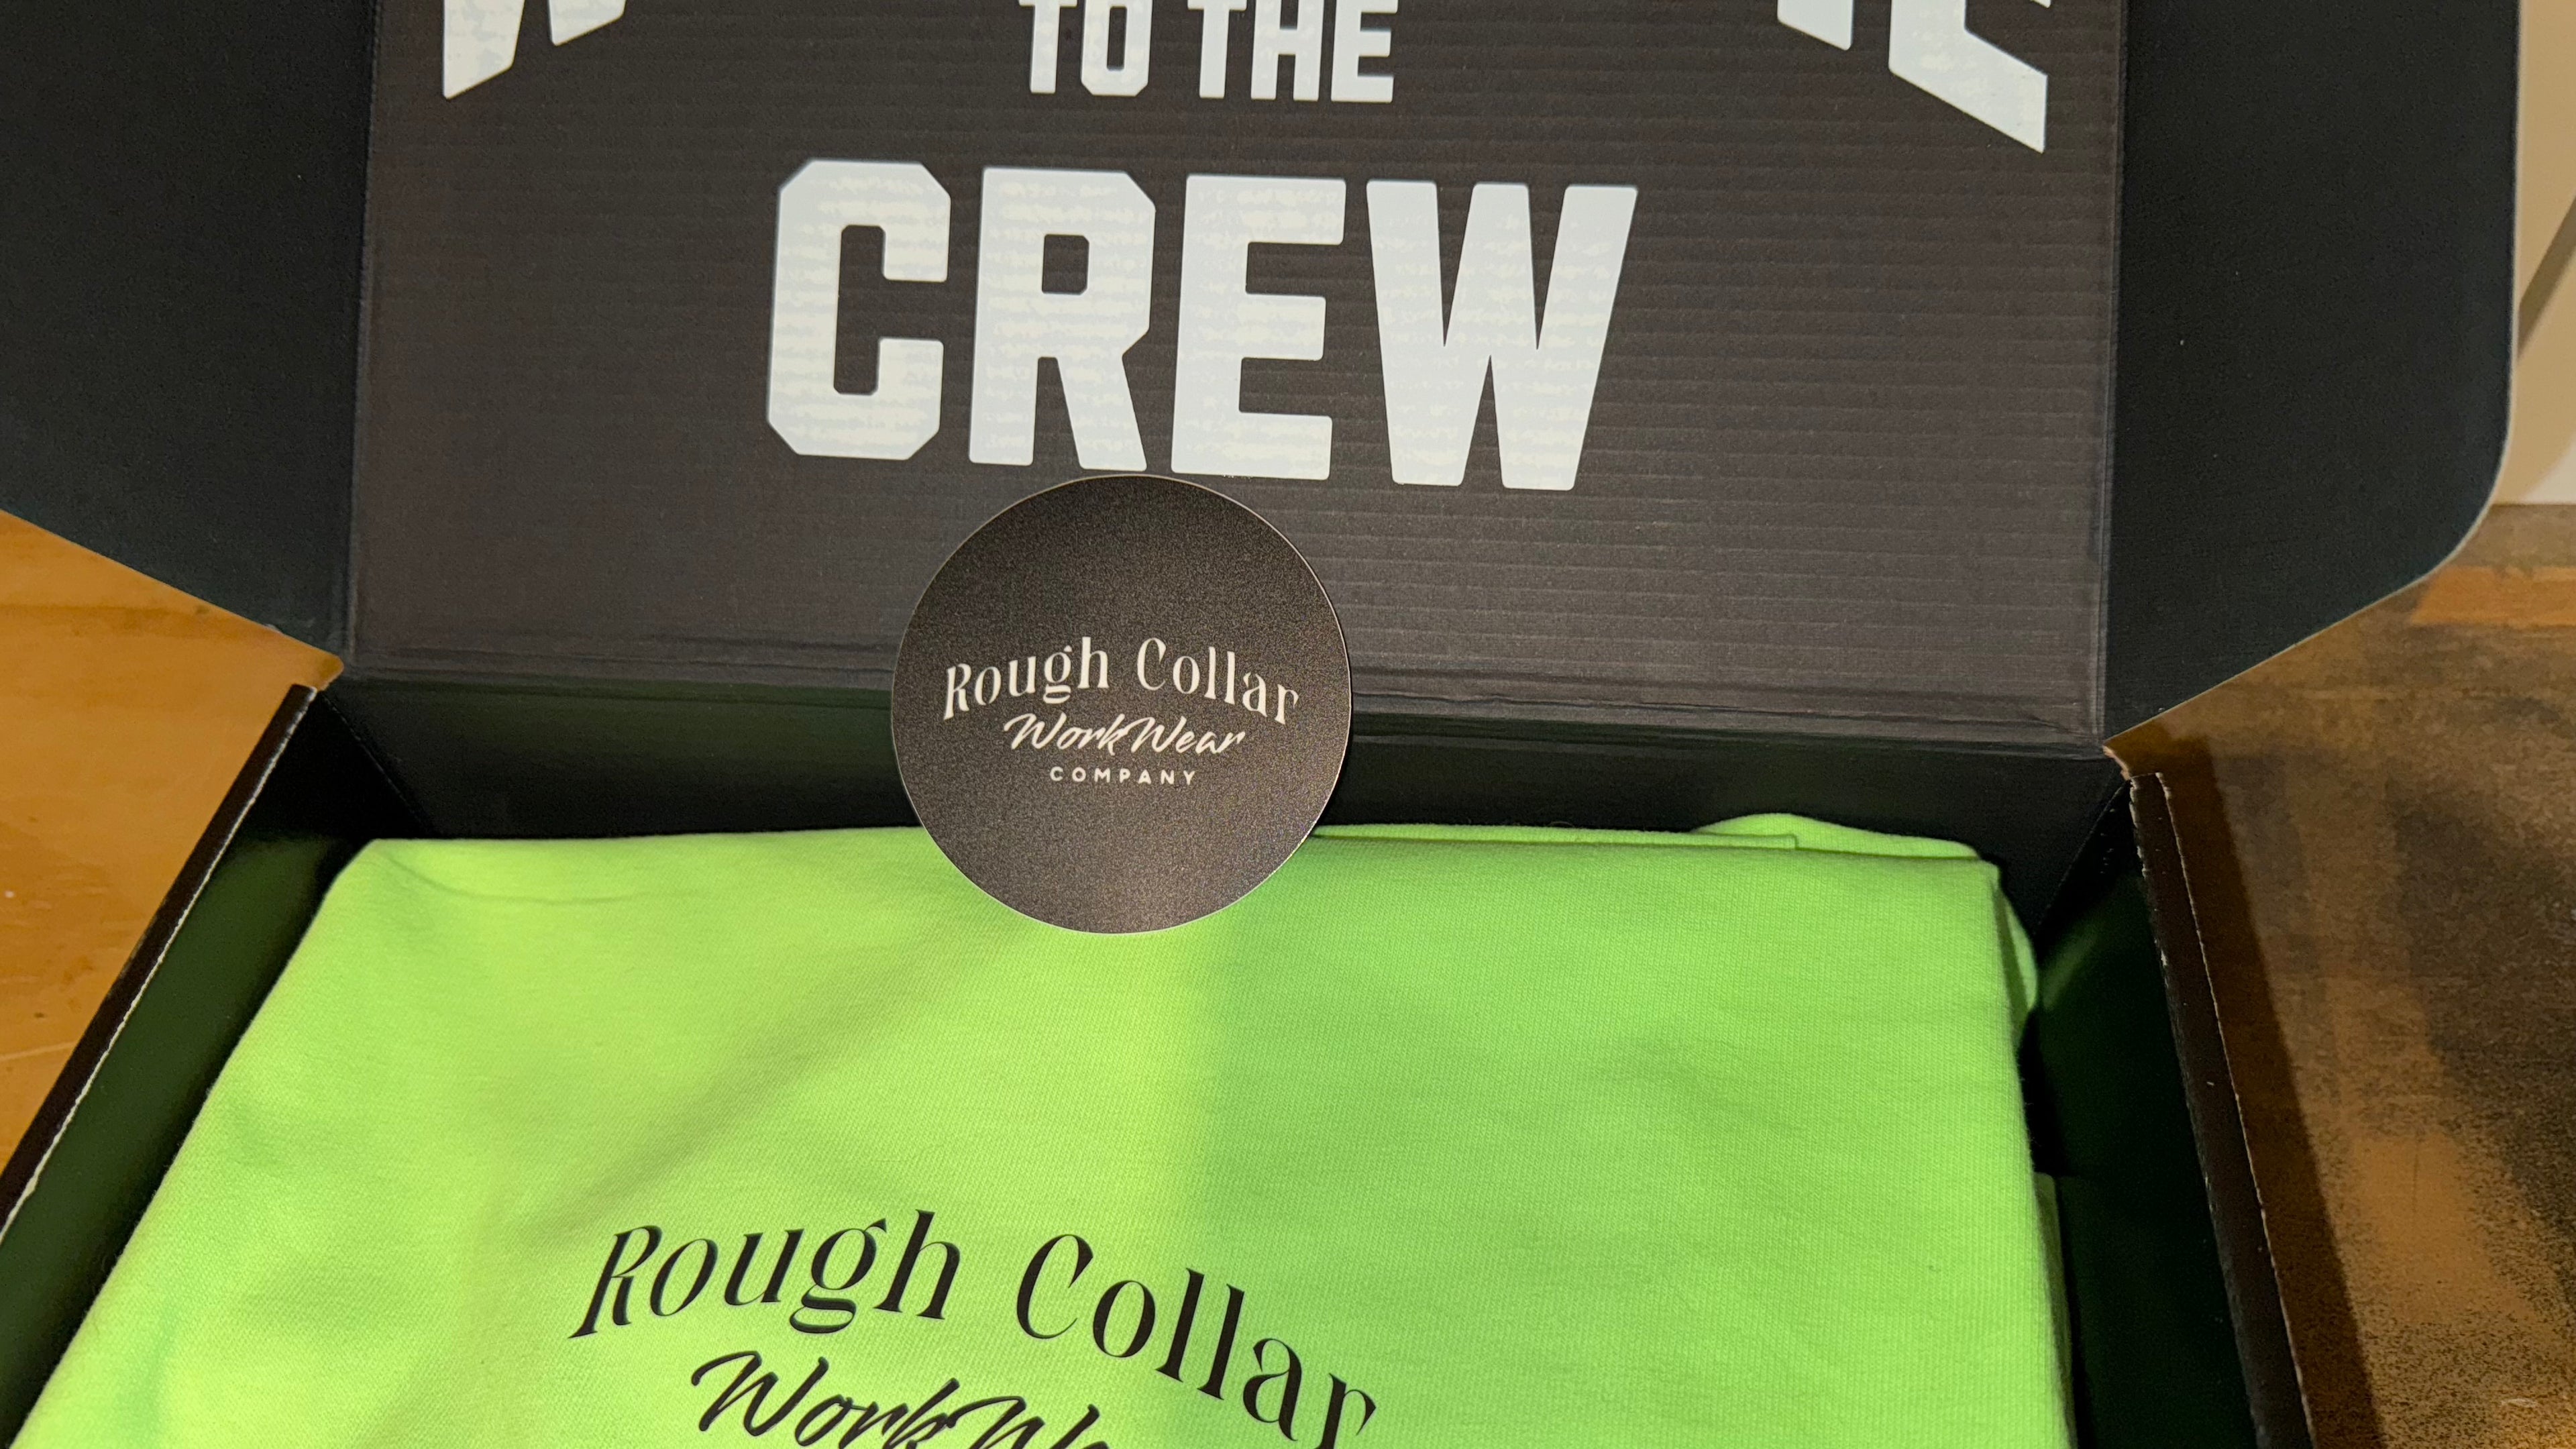 TO THE
CREW
Rough Collar
WorkWear
COMPANY
Rough Collar